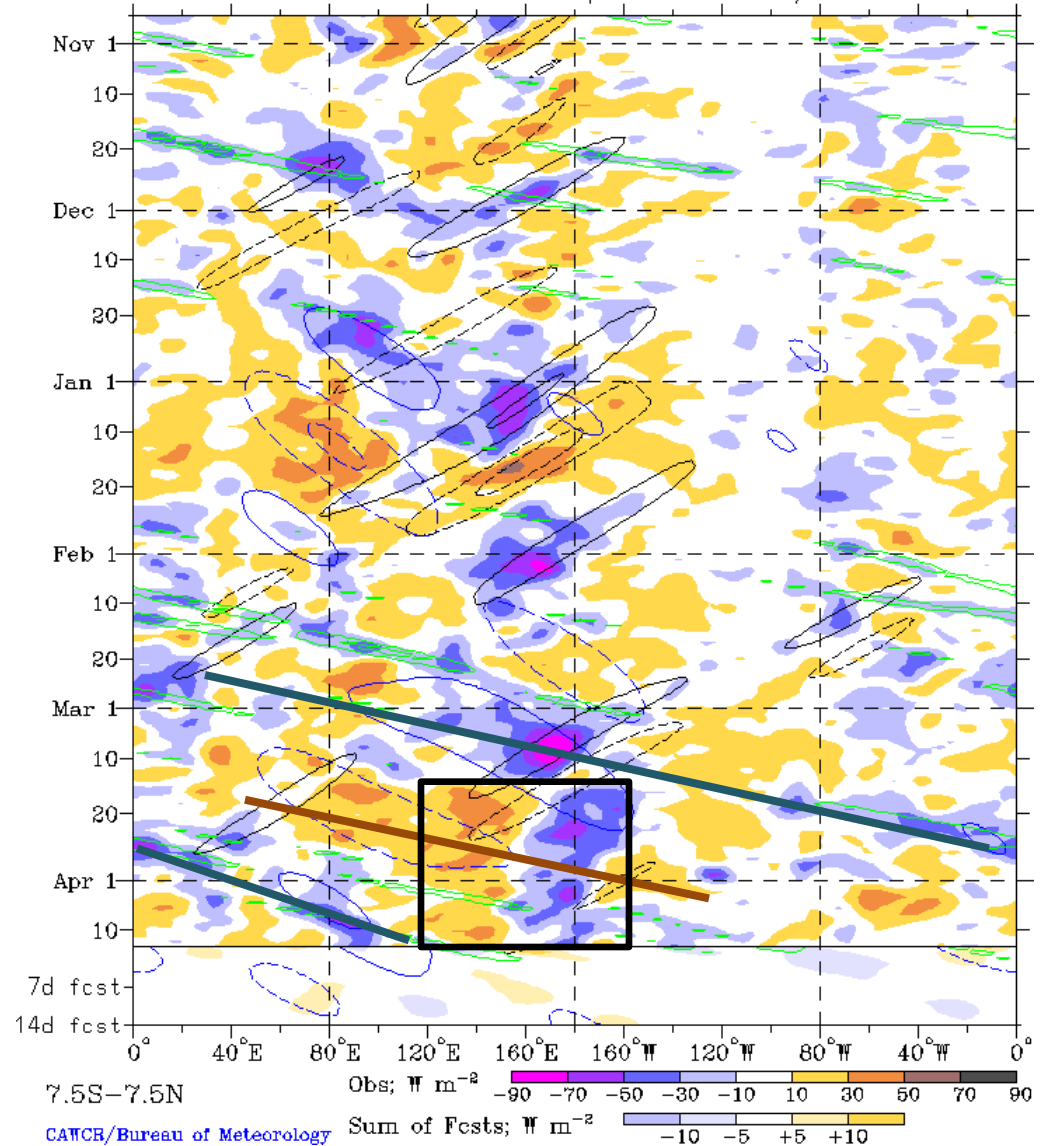 Nov 1
10
20
Dec 1
10
20
Jan 1
10
20
Feb 1
10
20
Mar 1
10
20
Apr 1
10
7d fcst
14d fcst
0° 40°E 80°E 120°E 160°E 160°W 120°W 80°W 40°W 0°
7.5S-7.5N
Obs; W m⁻²
-90 -70 -50 -30 -10 10 30 50 70 90
CAWCR/Bureau of Meteorology
Sum of Fcsts; W m⁻²
-10 -5 +5 +10